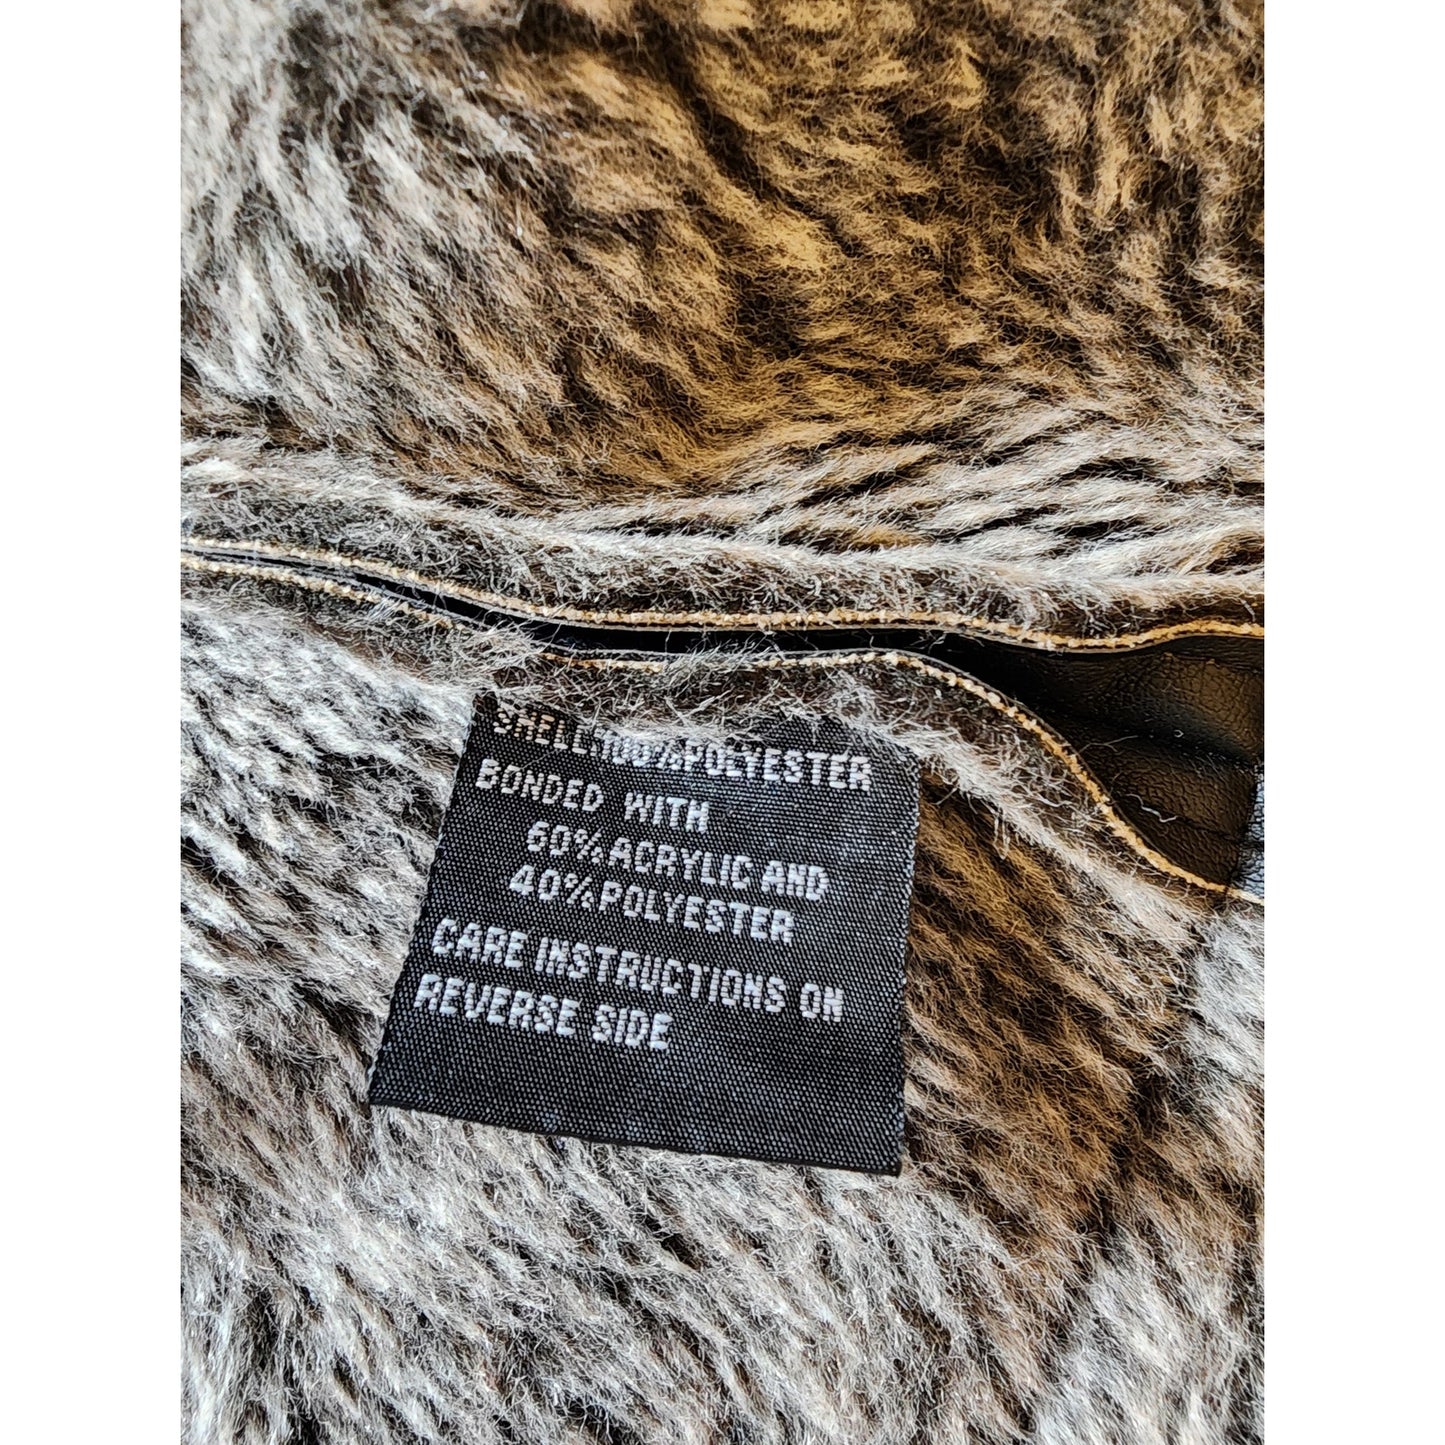 SHELL:100%POLYESTER
BONDED WITH
60%ACRYLIC AND
40%POLYESTER
CARE INSTRUCTIONS ON
REVERSE SIDE